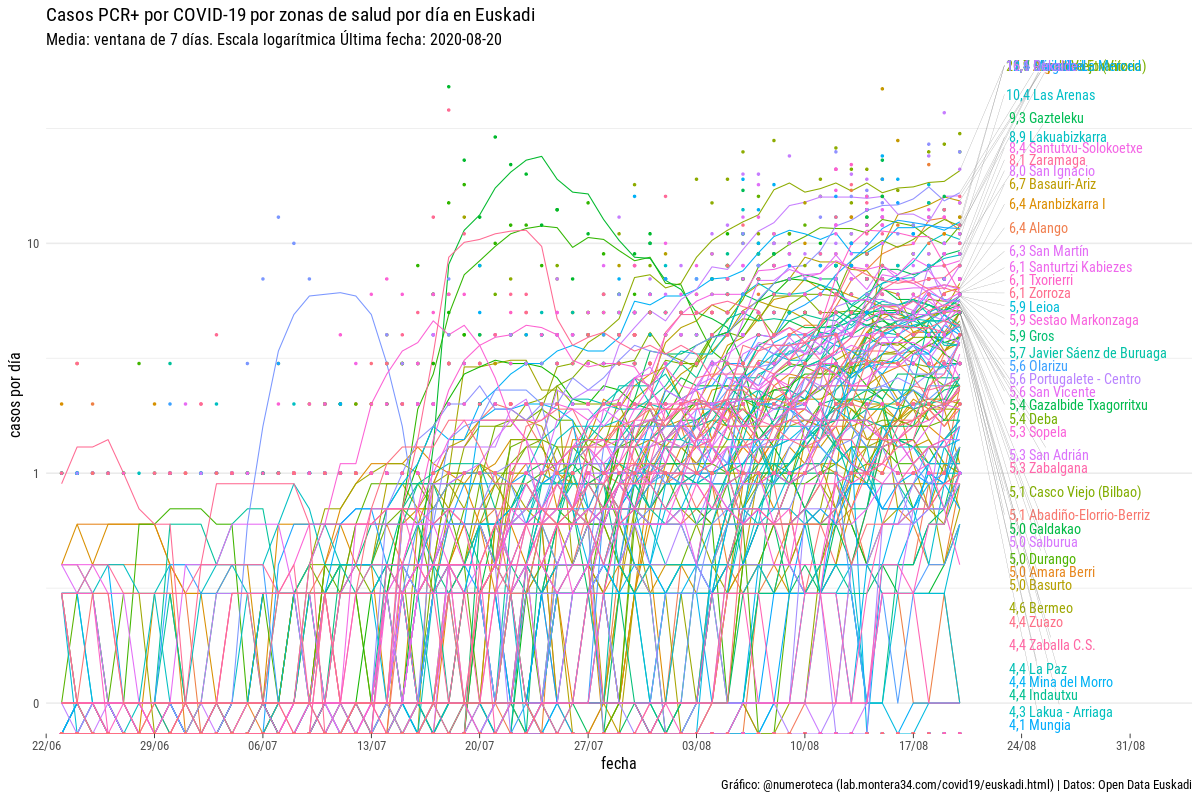 Casos PCR+ por COVID-19 por zonas de salud por día en Euskadi
Media: ventana de 7 días. Escala logarítmica Última fecha: 2020-08-20
casos por día
10
1
0
10,4 Las Arenas
9,3 Gazteleku
8,9 Lakuabizkarra
8,4 Santutxu-Solokoetxe
8,1 Zaramaga
8,0 San Ignacio
6,7 Basauri-Ariz
6,4 Aranbizkarra I
6,4 Alango
6,3 San Martín
6,1 Santurtzi Kabiezes
6,1 Txorierri
6,1 Zorroza
5,9 Leioa
5,9 Sestao Markonzaga
5,9 Gros
5,7 Javier Sáenz de Buruaga
5,6 Olarizu
5,6 Portugalete - Centro
5,6 San Vicente
5,4 Gazalbide Txagorritxu
5,4 Deba
5,3 Sopela
5,3 San Adrián
5,3 Zabalgana
5,1 Casco Viejo (Bilbao)
5,1 Abadiño-Elorrio-Berriz
5,0 Galdakao
5,0 Salburua
5,0 Durango
5,0 Amara Berri
5,0 Basurto
4,6 Bermeo
4,4 Zuazo
4,4 Zaballa C.S.
4,4 La Paz
4,4 Mina del Morro
4,4 Indautxu
4,3 Lakua - Arriaga
4,1 Mungia
22/06 29/06 06/07 13/07 20/07 27/07 03/08 10/08 17/08 24/08 31/08
fecha
Gráfico: @numeroteca (lab.montera34.com/covid19/euskadi.html) | Datos: Open Data Euskadi